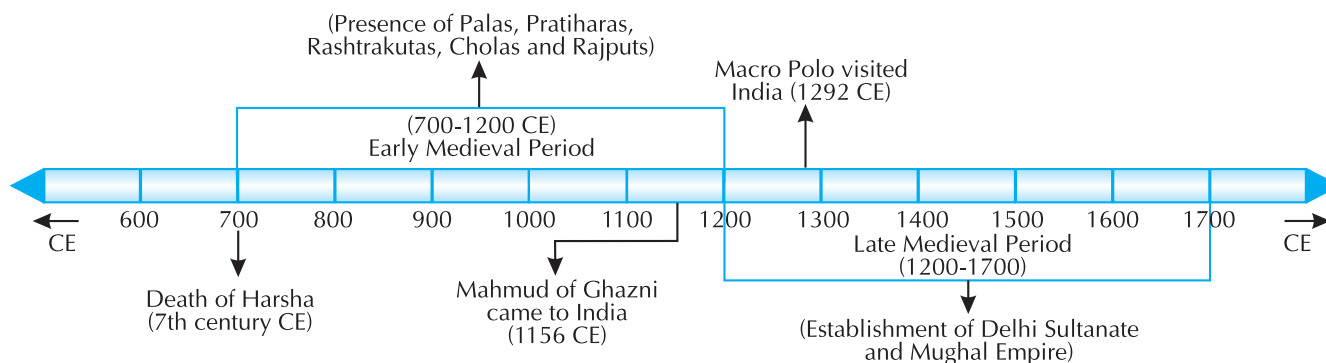 (Presence of Palas, Pratiharas,
Rashtrakutas, Cholas and Rajputs)
Macro Polo visited
India (1292 CE)
(700-1200 CE)
Early Medieval Period
600 700 800 900 1000 1100 1200 1300 1400 1500 1600 1700
CE
CE
Late Medieval Period
(1200-1700)
Death of Harsha
(7th century CE)
Mahmud of Ghazni
came to India
(1156 CE)
(Establishment of Delhi Sultanate
and Mughal Empire)